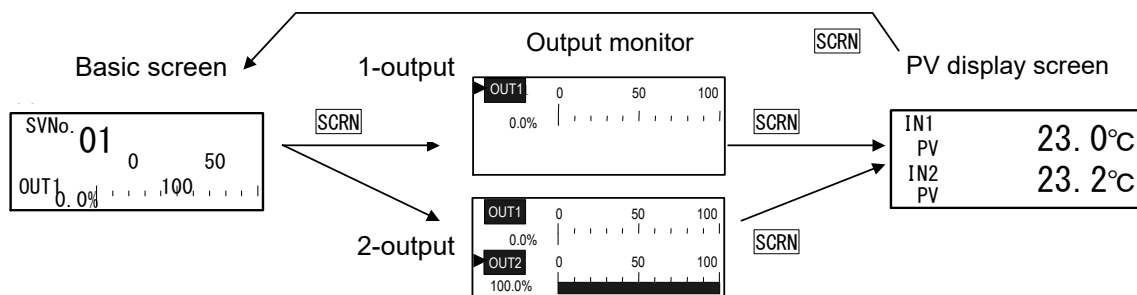 Output monitor
SCRN
Basic screen
1-output
PV display screen
SVNo. 01
0 50
OUT1 100
0.0%
SCRN
OUT1 0 50 100
0.0%
SCRN
IN1
PV 23.0℃
IN2
PV 23.2℃
2-output
OUT1 0 50 100
0.0%
OUT2 0 50 100
100.0%
SCRN